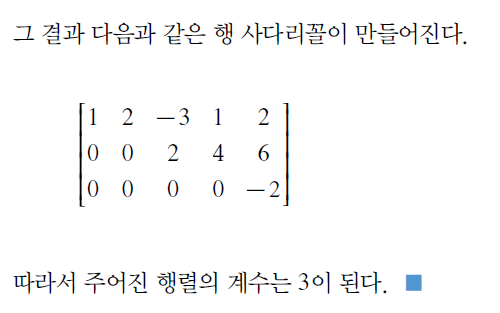 그 결과 다음과 같은 행 사다리꼴이 만들어진다.
1 2 −3 1 2
0 0 2 4 6
0 0 0 0 −2
따라서 주어진 행렬의 계수는 3이 된다.